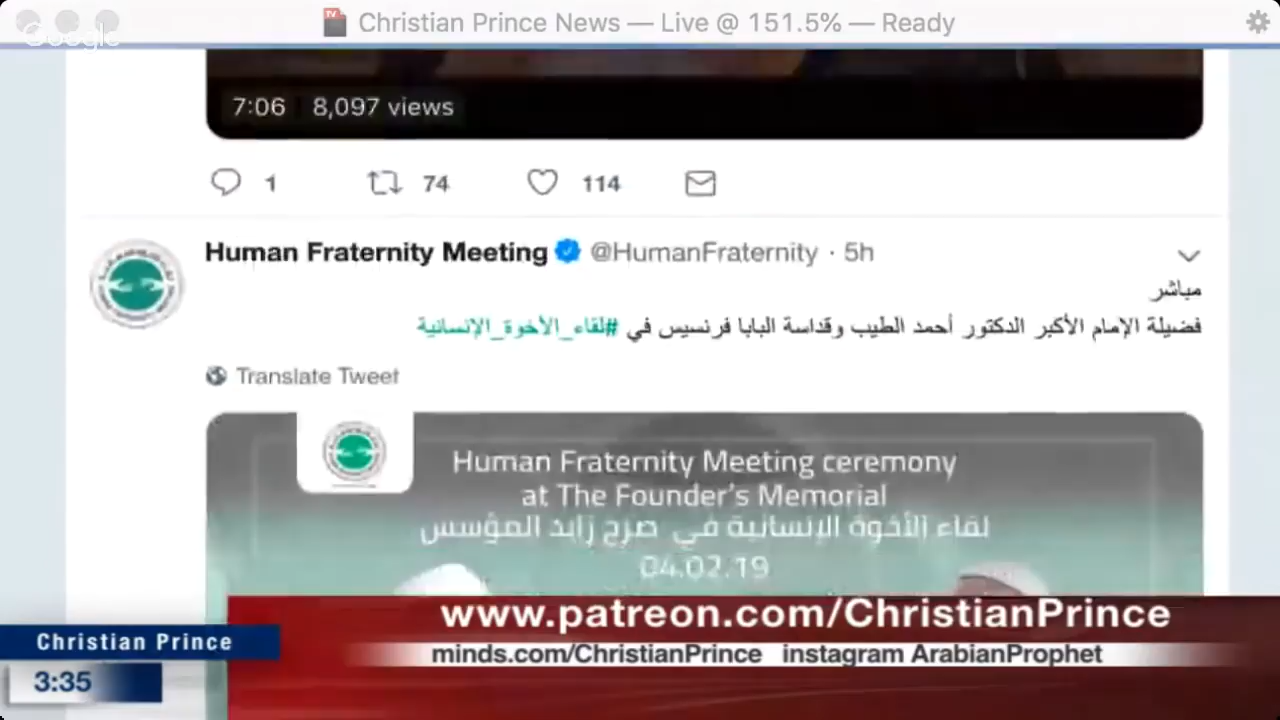 Christian Prince News — Live @ 151.5% — Ready
Google
7:06 8,097 views
1 74 114
Human Fraternity Meeting @HumanFraternity · 5h
مباشر
فضيلة الإمام الأكبر الدكتور أحمد الطيب وقداسة البابا فرنسيس في #لقاء_الأخوة_الإنسانية
Translate Tweet
Human Fraternity Meeting ceremony
at The Founder's Memorial
لقاء الأخوة الإنسانية في صرح زايد المؤسس
04.02.19
www.patreon.com/ChristianPrince
Christian Prince
minds.com/ChristianPrince instagram ArabianProphet
3:35